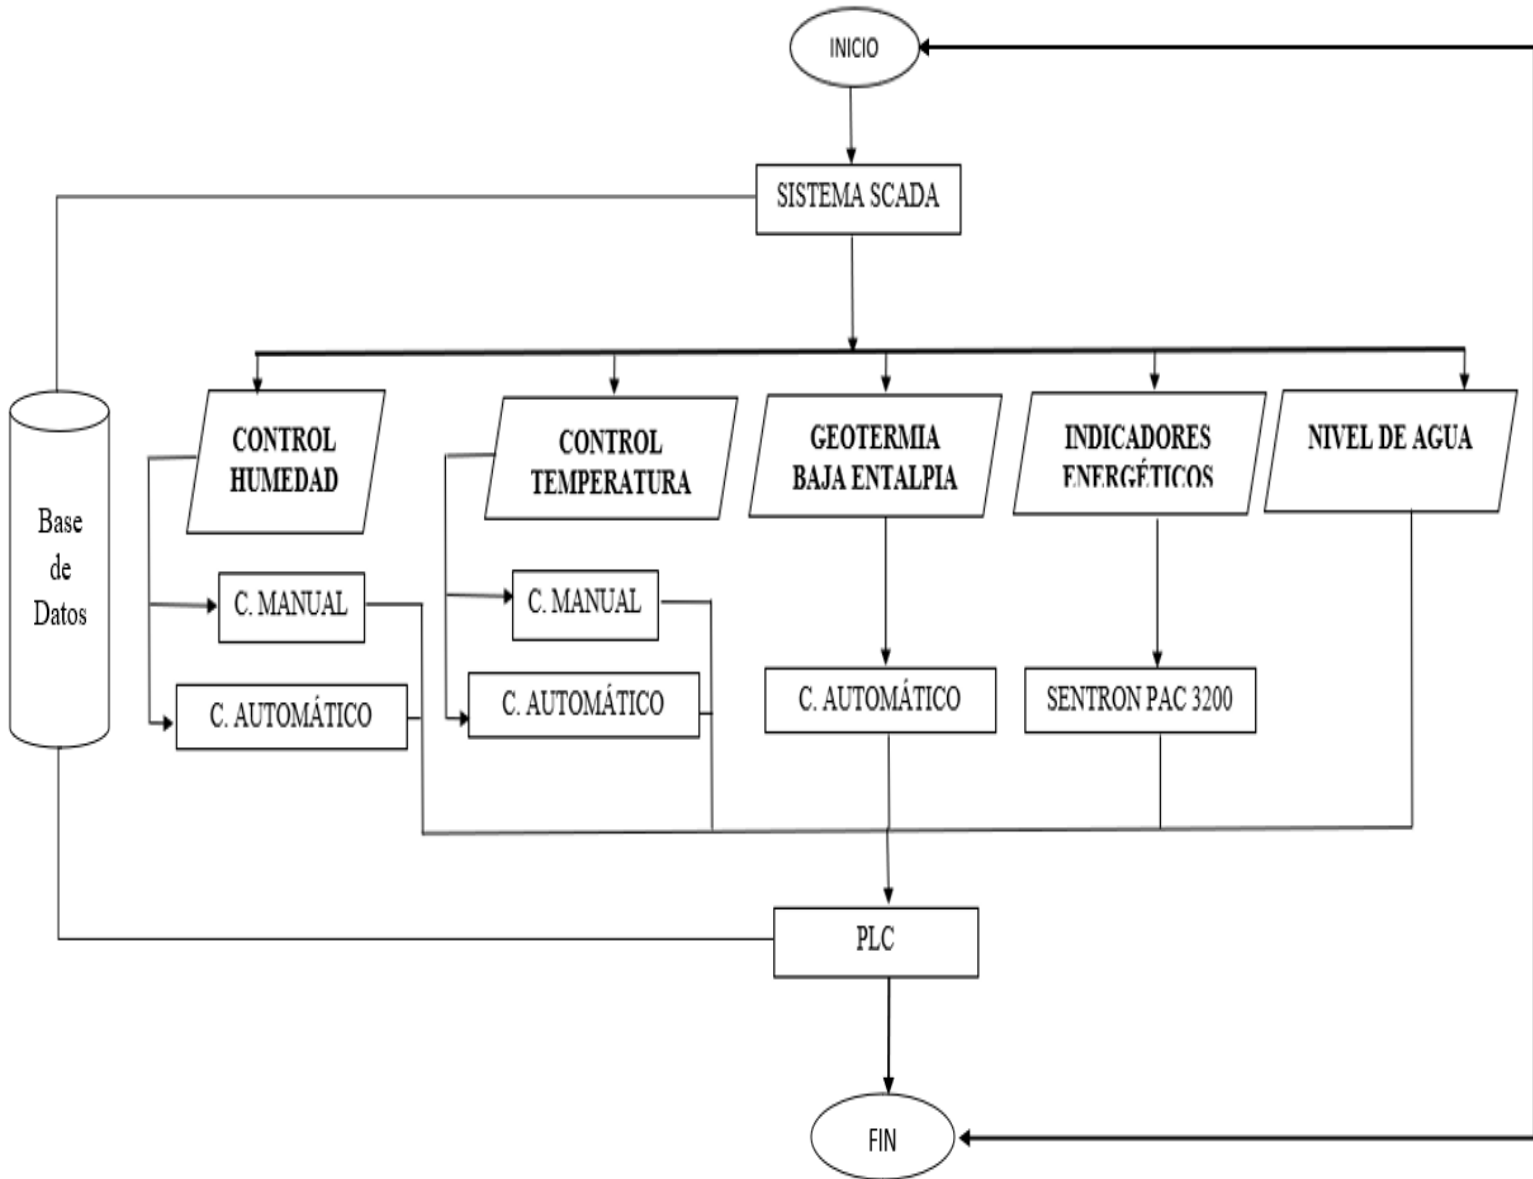 INICIO
SISTEMA SCADA
CONTROL
HUMEDAD
CONTROL
TEMPERATURA
GEOTERMIA
BAJA ENTALPIA
INDICADORES
ENERGÉTICOS
NIVEL DE AGUA
Base
de
Datos
C. MANUAL
C. AUTOMÁTICO
C. MANUAL
C. AUTOMÁTICO
C. AUTOMÁTICO
SENTRON PAC 3200
PLC
FIN